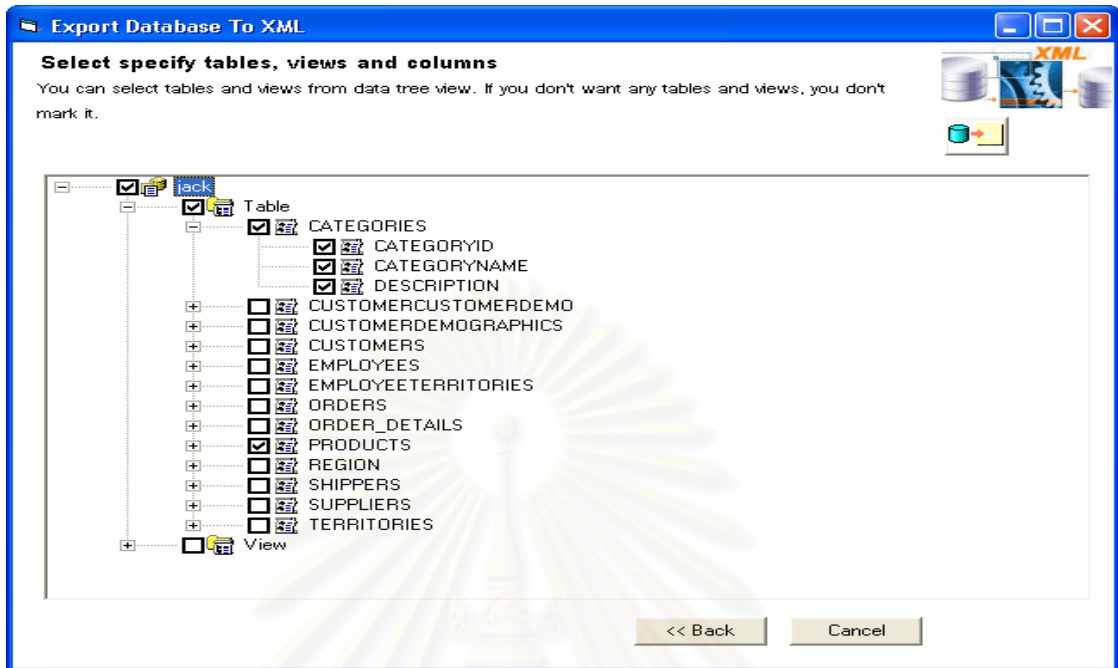 Export Database To XML
Select specify tables, views and columns
You can select tables and views from data tree view. If you don't want any tables and views, you don't
mark it.
XML
jack
Table
CATEGORIES
CATEGORYID
CATEGORYNAME
DESCRIPTION
CUSTOMERCUSTOMERDEMO
CUSTOMERDEMOGRAPHICS
CUSTOMERS
EMPLOYEES
EMPLOYEETERRITORIES
ORDERS
ORDER_DETAILS
PRODUCTS
REGION
SHIPPERS
SUPPLIERS
TERRITORIES
View
<< Back
Cancel